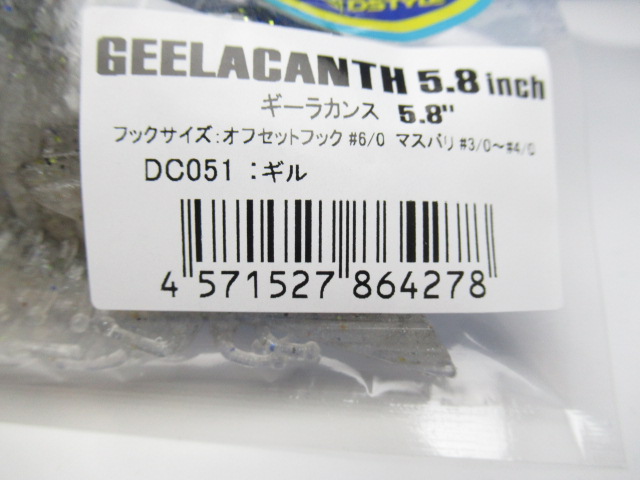 DSTYLE
GEELACANTH 5.8 inch
ギーラカンス 5.8"
フックサイズ:オフセットフック #6/0 マスバリ #3/0〜#4/0
DC051 :ギル
4 571527 864278